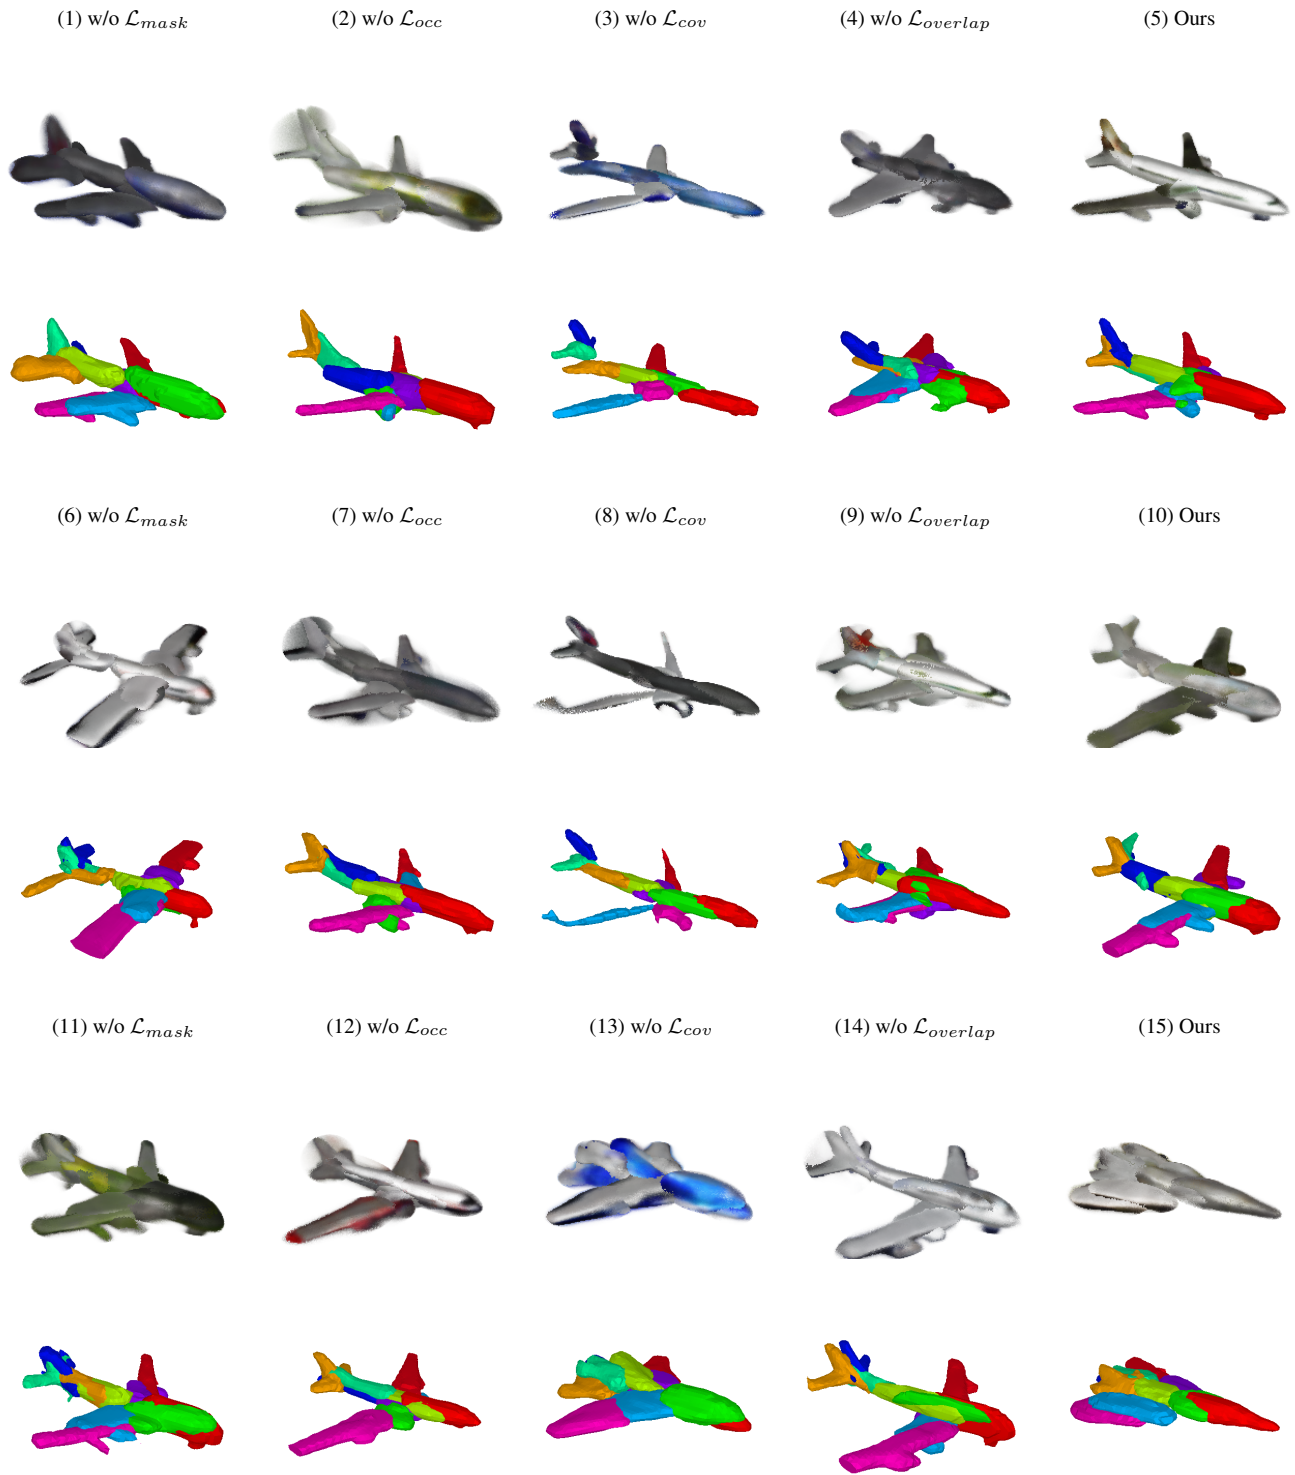 (1) w/o ℒ_mask (2) w/o ℒ_occ (3) w/o ℒ_cov (4) w/o ℒ_overlap (5) Ours
(6) w/o ℒ_mask (7) w/o ℒ_occ (8) w/o ℒ_cov (9) w/o ℒ_overlap (10) Ours
(11) w/o ℒ_mask (12) w/o ℒ_occ (13) w/o ℒ_cov (14) w/o ℒ_overlap (15) Ours